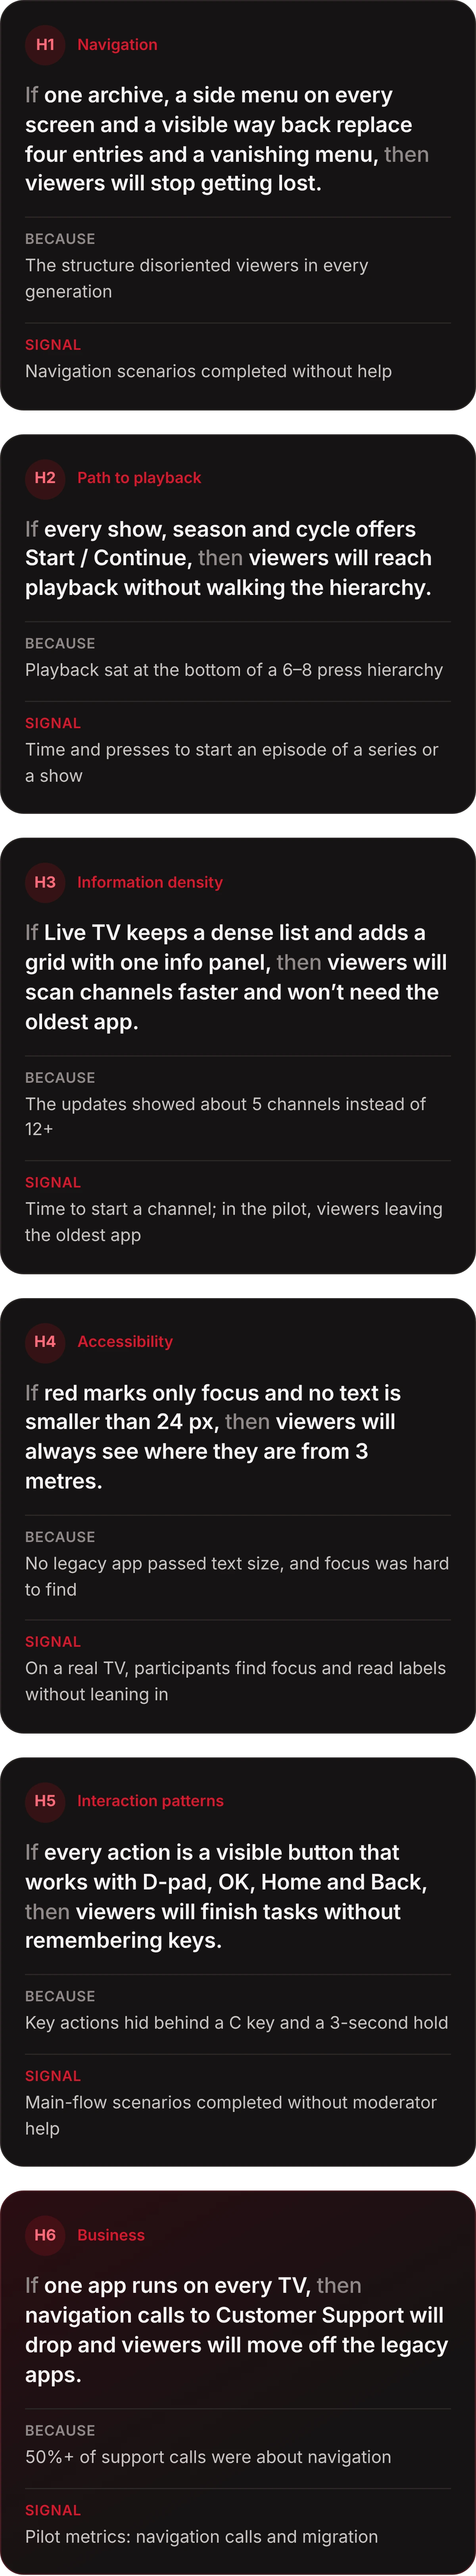 H1 Navigation
If one archive, a side menu on every
screen and a visible way back replace
four entries and a vanishing menu, then
viewers will stop getting lost.
BECAUSE
The structure disoriented viewers in every
generation
SIGNAL
Navigation scenarios completed without help
H2 Path to playback
If every show, season and cycle offers
Start / Continue, then viewers will reach
playback without walking the hierarchy.
BECAUSE
Playback sat at the bottom of a 6–8 press hierarchy
SIGNAL
Time and presses to start an episode of a series or
a show
H3 Information density
If Live TV keeps a dense list and adds a
grid with one info panel, then viewers will
scan channels faster and won’t need the
oldest app.
BECAUSE
The updates showed about 5 channels instead of
12+
SIGNAL
Time to start a channel; in the pilot, viewers leaving
the oldest app
H4 Accessibility
If red marks only focus and no text is
smaller than 24 px, then viewers will
always see where they are from 3
metres.
BECAUSE
No legacy app passed text size, and focus was hard
to find
SIGNAL
On a real TV, participants find focus and read labels
without leaning in
H5 Interaction patterns
If every action is a visible button that
works with D-pad, OK, Home and Back,
then viewers will finish tasks without
remembering keys.
BECAUSE
Key actions hid behind a C key and a 3-second hold
SIGNAL
Main-flow scenarios completed without moderator
help
H6 Business
If one app runs on every TV, then
navigation calls to Customer Support will
drop and viewers will move off the legacy
apps.
BECAUSE
50%+ of support calls were about navigation
SIGNAL
Pilot metrics: navigation calls and migration